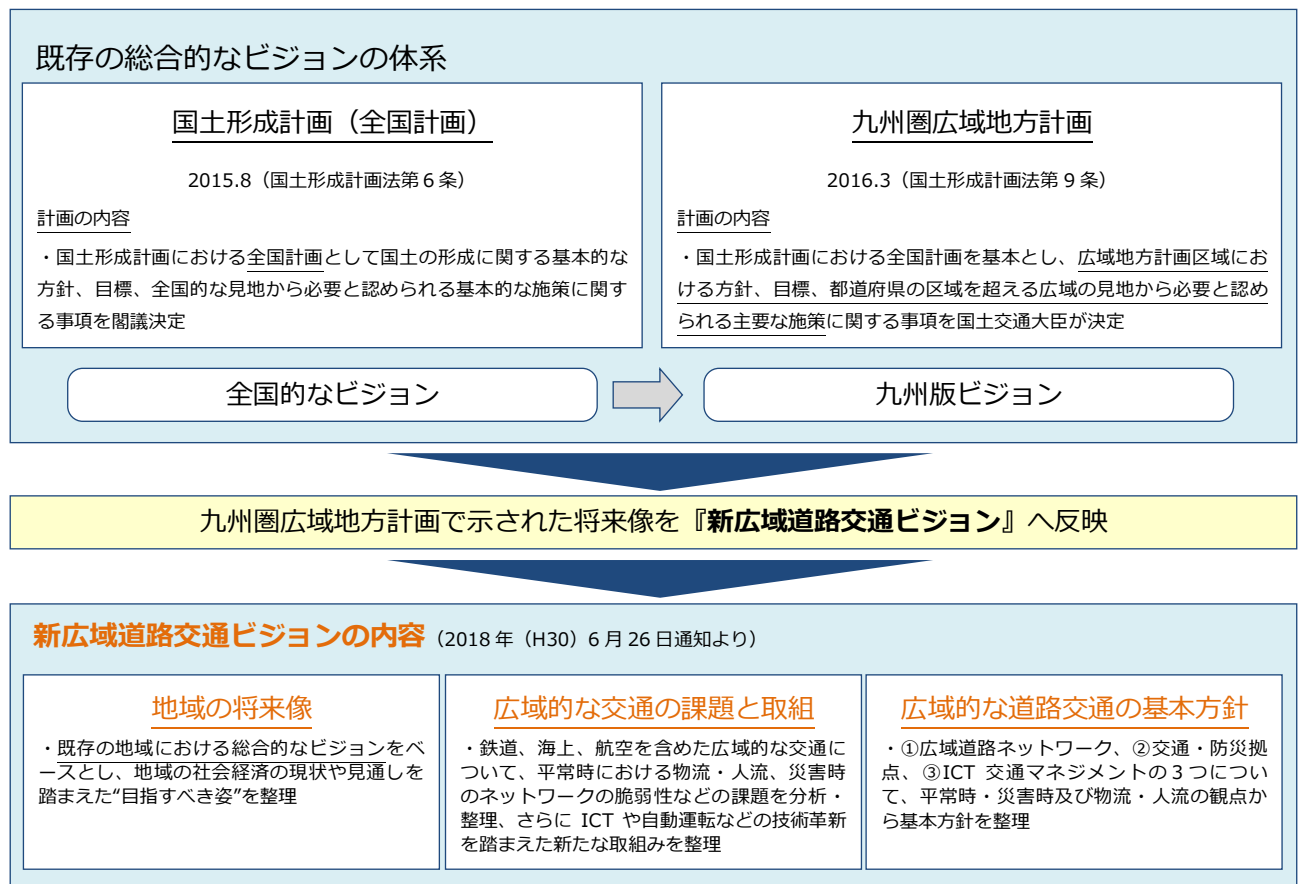 既存の総合的なビジョンの体系
国土形成計画（全国計画）
2015.8（国土形成計画法第６条）
計画の内容
・国土形成計画における全国計画として国土の形成に関する基本的な
方針、目標、全国的な見地から必要と認められる基本的な施策に関す
る事項を閣議決定
九州圏広域地方計画
2016.3（国土形成計画法第 9 条）
計画の内容
・国土形成計画における全国計画を基本とし、広域地方計画区域にお
ける方針、目標、都道府県の区域を超える広域の見地から必要と認め
られる主要な施策に関する事項を国土交通大臣が決定
全国的なビジョン
九州版ビジョン
九州圏広域地方計画で示された将来像を『新広域道路交通ビジョン』へ反映
新広域道路交通ビジョンの内容（2018 年（H30）6 月 26 日通知より）
地域の将来像
・既存の地域における総合的なビジョンをベ
ースとし、地域の社会経済の現状や見通しを
踏まえた“目指すべき姿”を整理
広域的な交通の課題と取組
・鉄道、海上、航空を含めた広域的な交通に
ついて、平常時における物流・人流、災害時
のネットワークの脆弱性などの課題を分析・
整理、さらに ICT や自動運転などの技術革新
を踏まえた新たな取組みを整理
広域的な道路交通の基本方針
・①広域道路ネットワーク、②交通・防災拠
点、③ICT 交通マネジメントの３つについ
て、平常時・災害時及び物流・人流の観点か
ら基本方針を整理